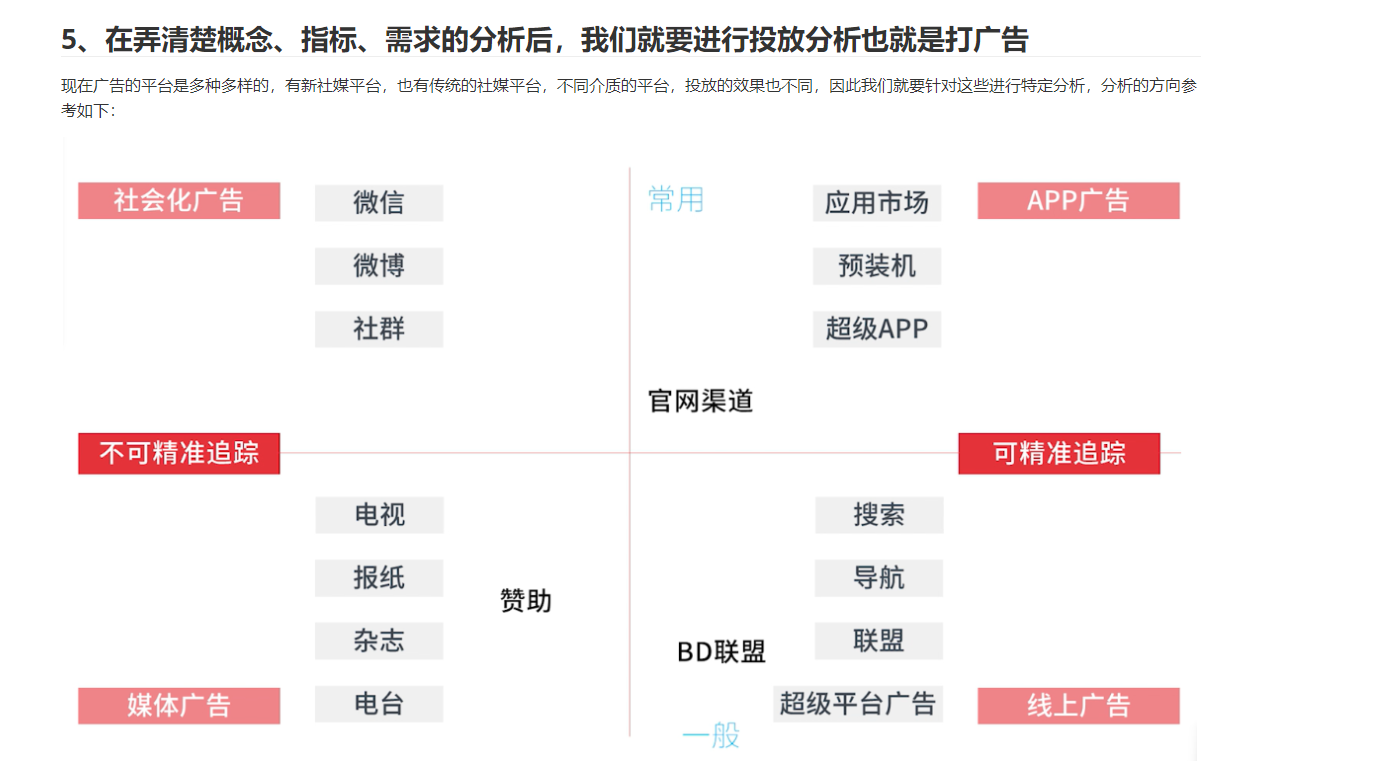 5、在弄清楚概念、指标、需求的分析后，我们就要进行投放分析也就是打广告
现在广告的平台是多种多样的，有新社媒平台，也有传统的社媒平台，不同介质的平台，投放的效果也不同，因此我们就要针对这些进行特定分析，分析的方向参
考如下：
社会化广告
微信
常用
应用市场
APP广告
微博
预装机
社群
超级APP
官网渠道
不可精准追踪
可精准追踪
电视
搜索
报纸
导航
赞助
杂志
联盟
BD联盟
媒体广告
电台
超级平台广告
线上广告
一般